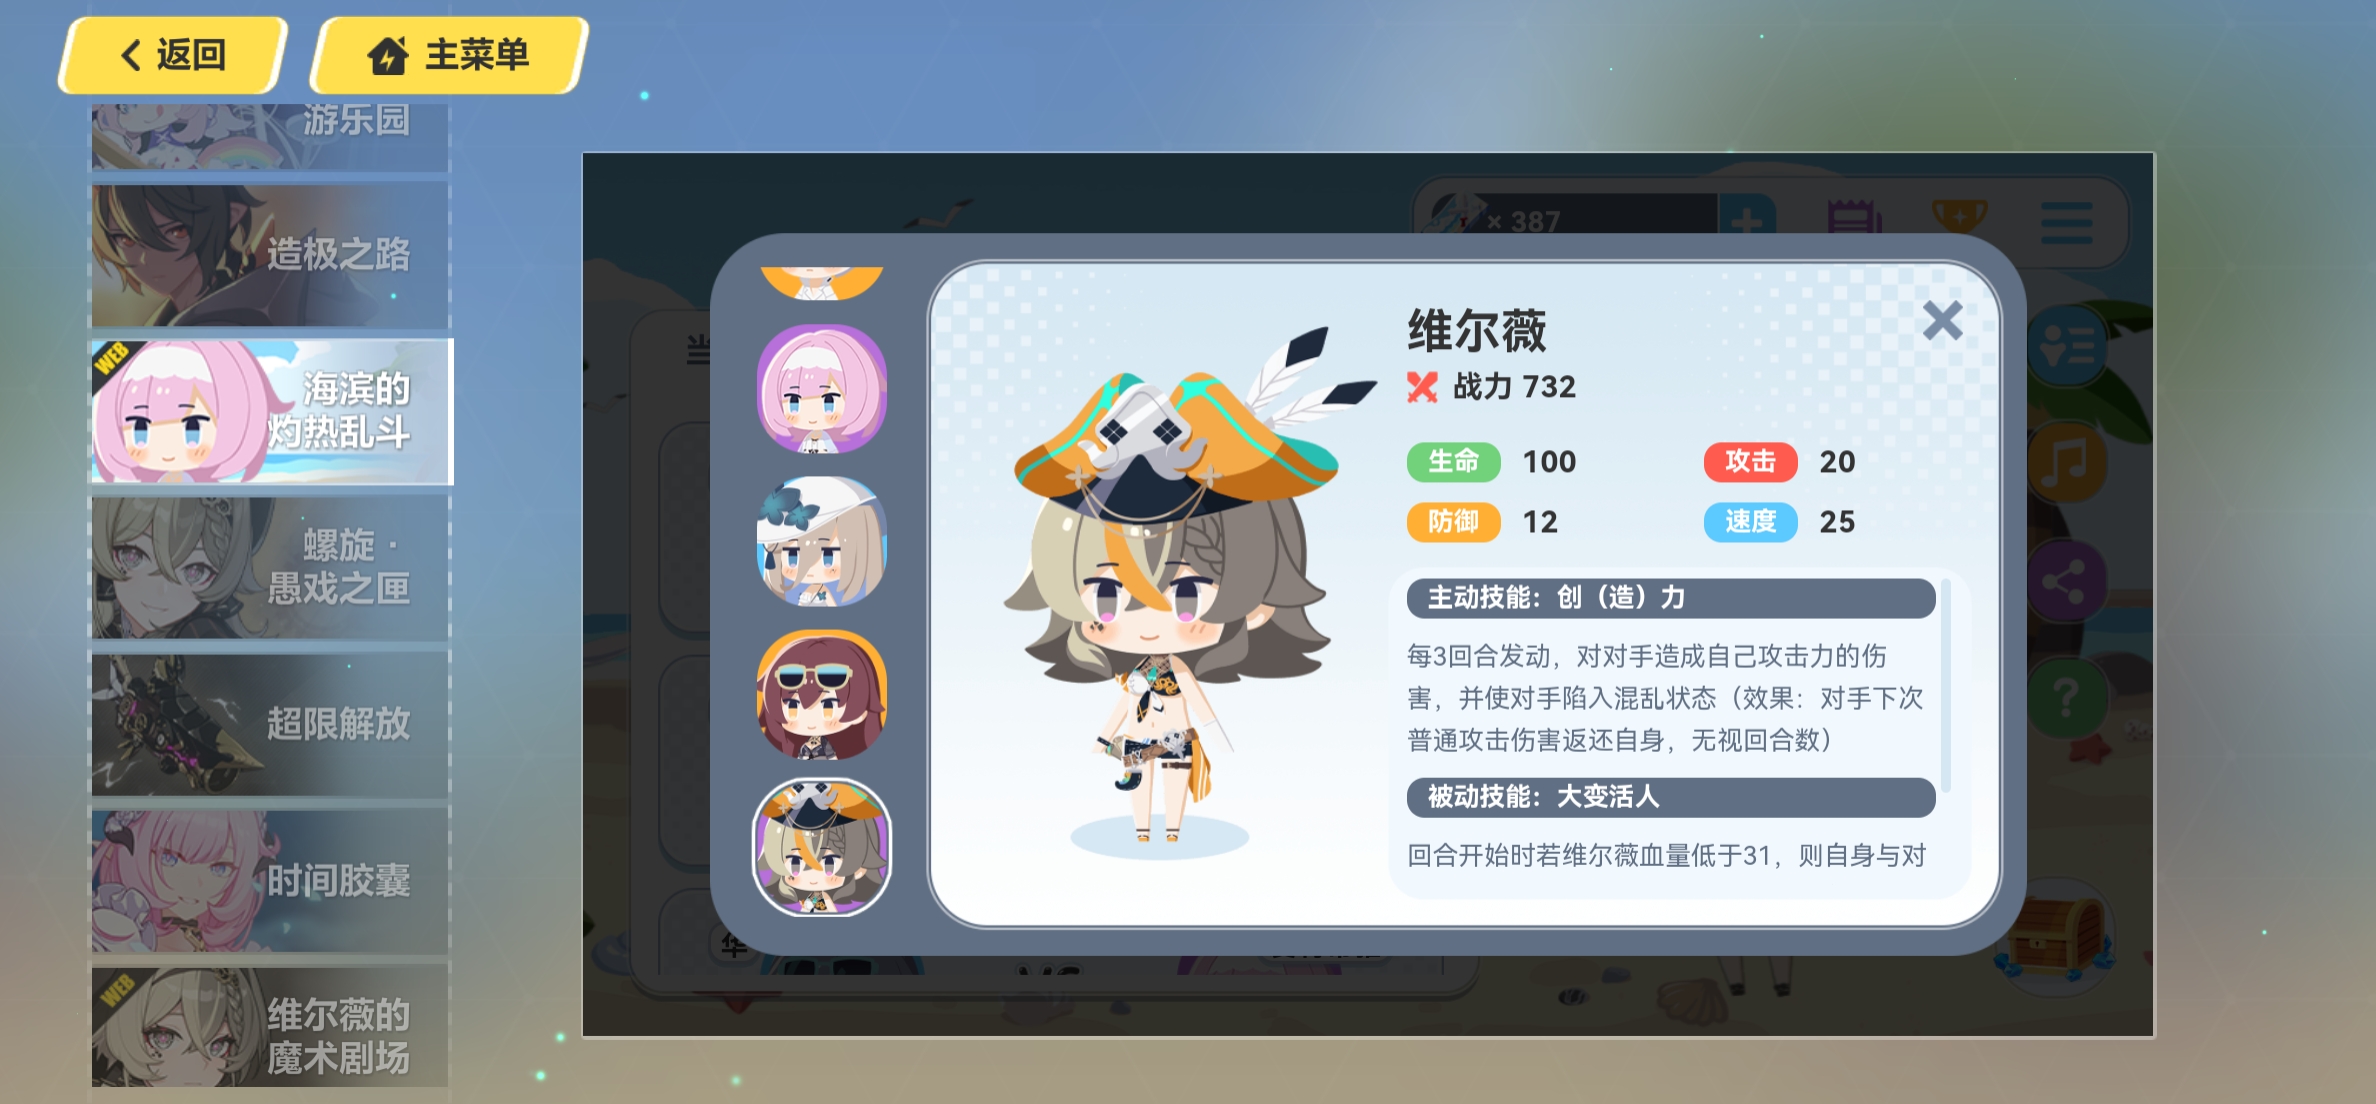 返回
主菜单
游乐园
造极之路
WEB
海滨的
灼热乱斗
螺旋·
愚戏之匣
超限解放
时间胶囊
WEB
维尔薇的
魔术剧场
× 387
当
华
VS
维尔薇
战力 732
生命 100
攻击 20
防御 12
速度 25
主动技能：创（造）力
每3回合发动，对对手造成自己攻击力的伤
害，并使对手陷入混乱状态（效果：对手下次
普通攻击伤害返还自身，无视回合数）
被动技能：大变活人
回合开始时若维尔薇血量低于31，则自身与对